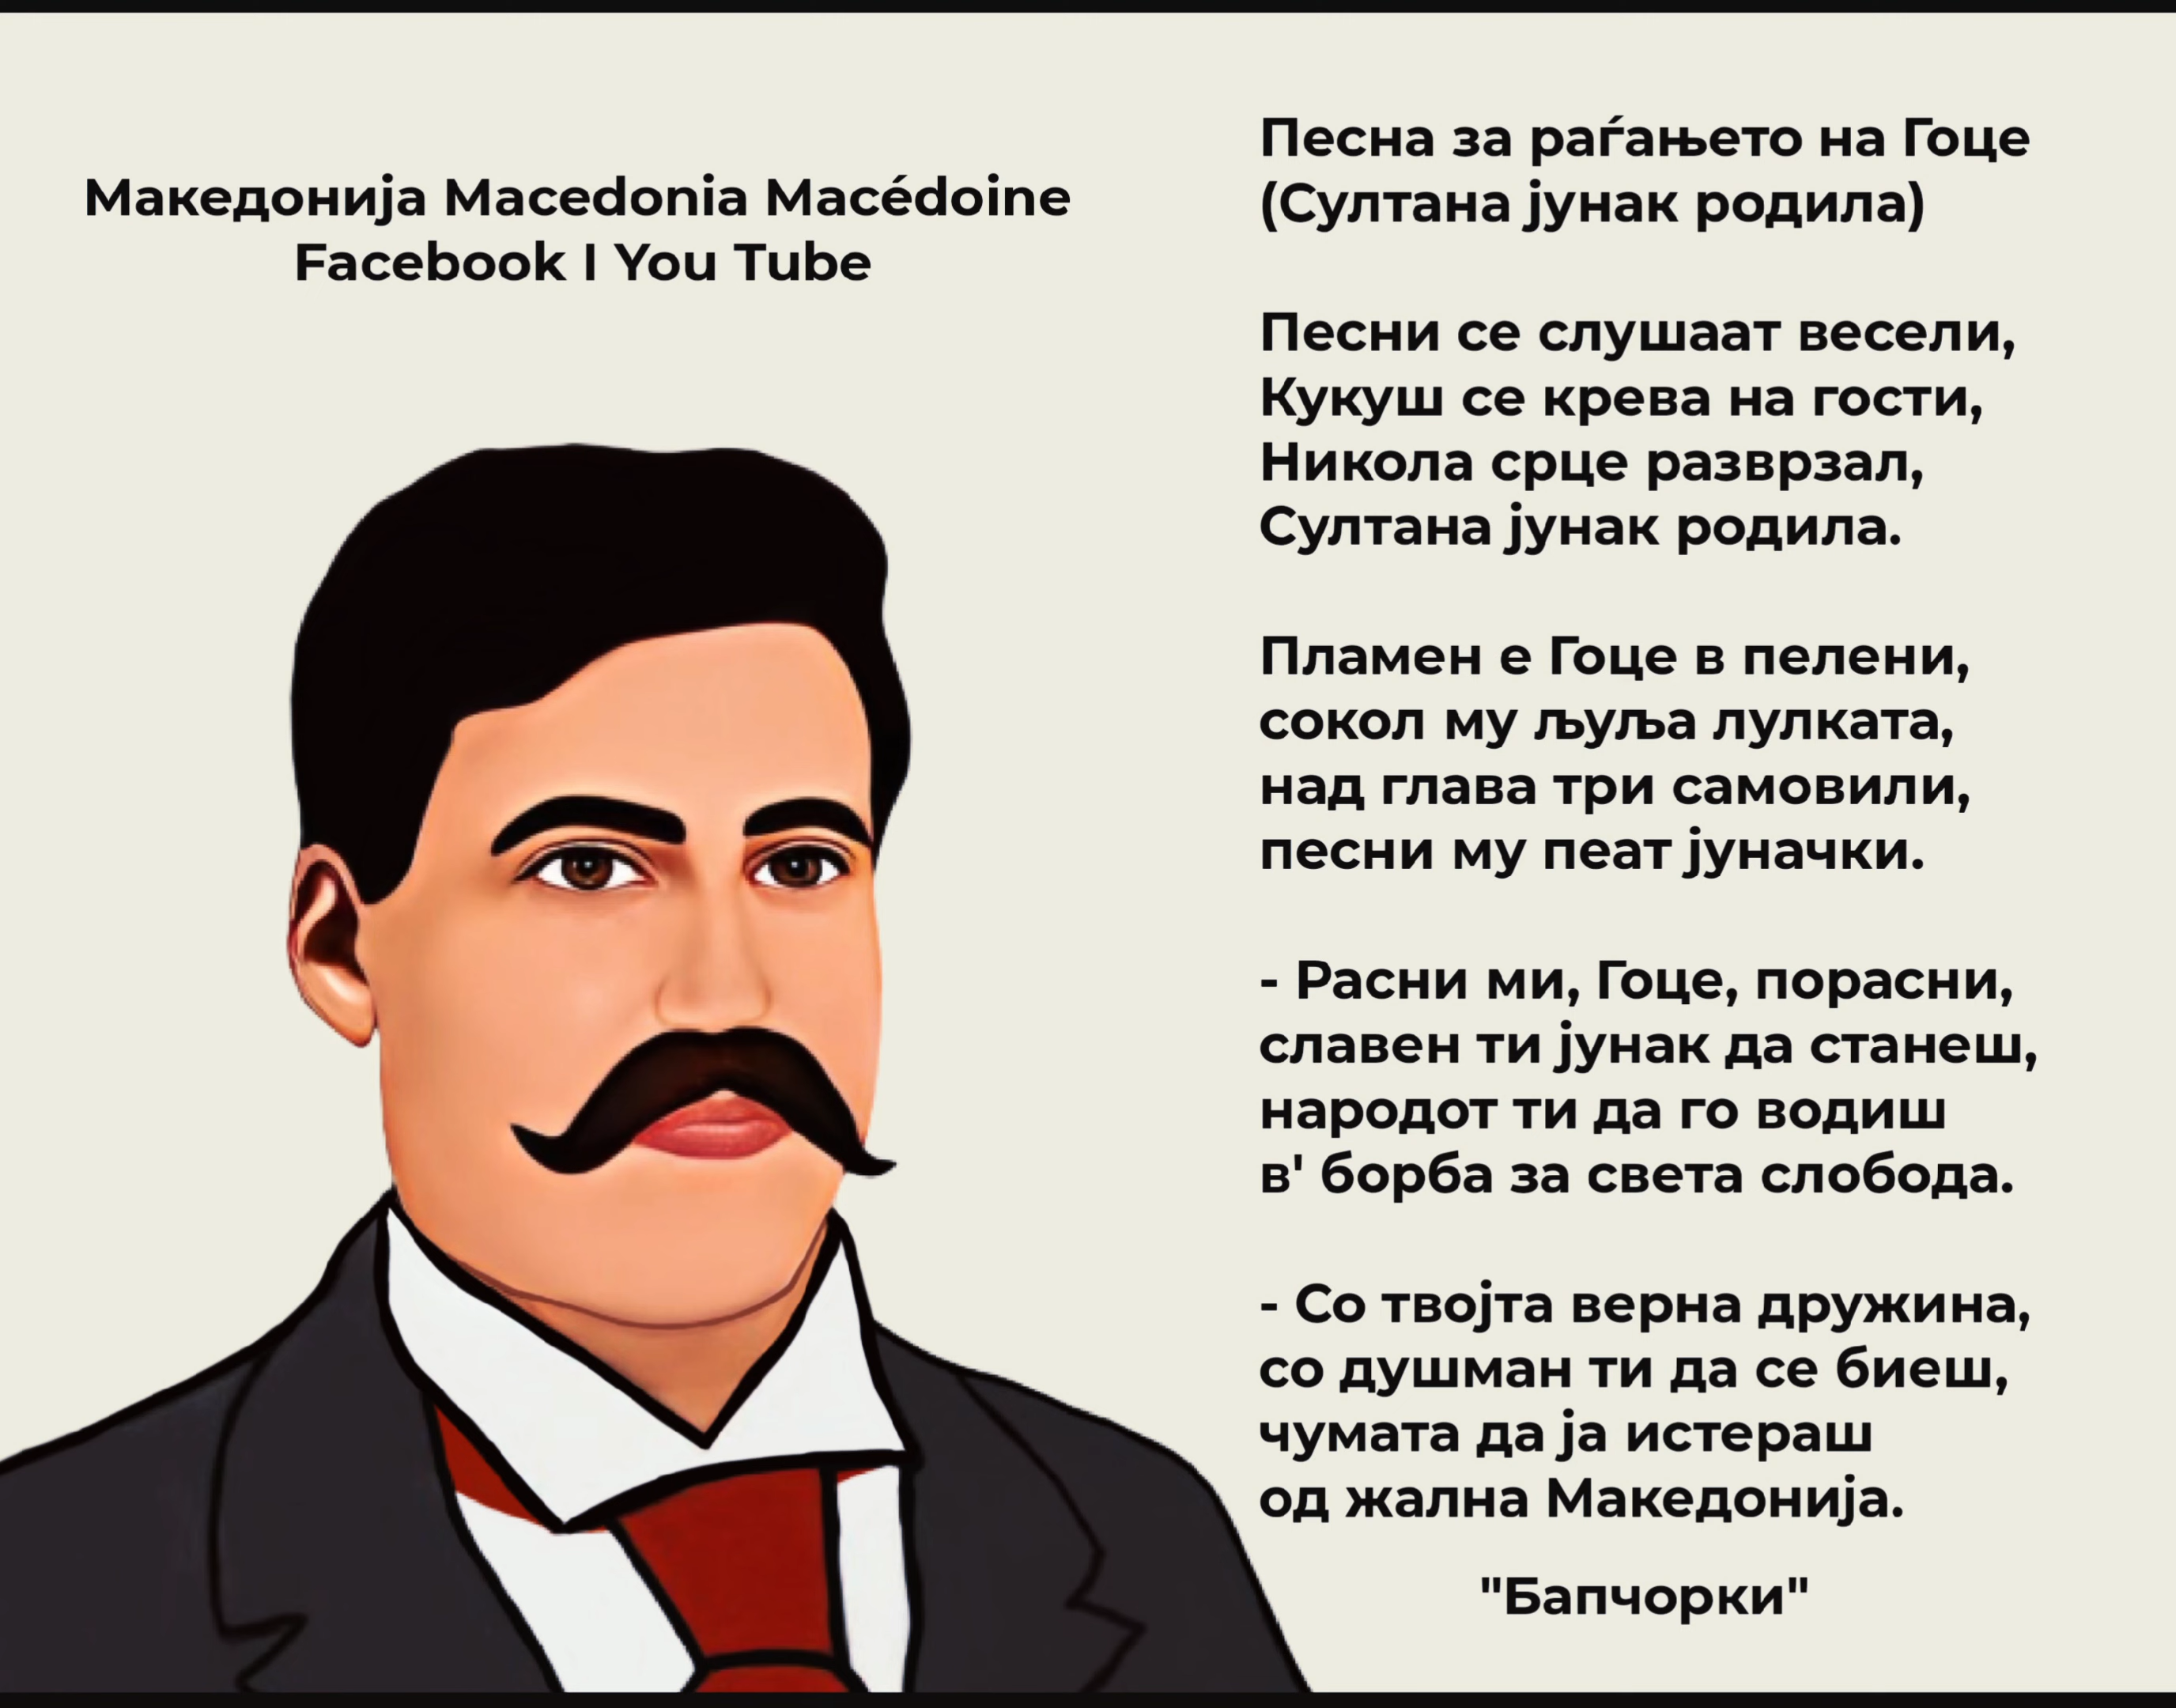 Македонија Macedonia Macédoine
Facebook I You Tube
Песна за раѓањето на Гоце
(Султана јунак родила)
Песни се слушаат весели,
Кукуш се крева на гости,
Никола срце разврзал,
Султана јунак родила.
Пламен е Гоце в пелени,
сокол му љуља лулката,
над глава три самовили,
песни му пеат јуначки.
- Расни ми, Гоце, порасни,
славен ти јунак да станеш,
народот ти да го водиш
в' борба за света слобода.
- Со твојта верна дружина,
со душман ти да се биеш,
чумата да ја истераш
од жална Македонија.
"Бапчорки"